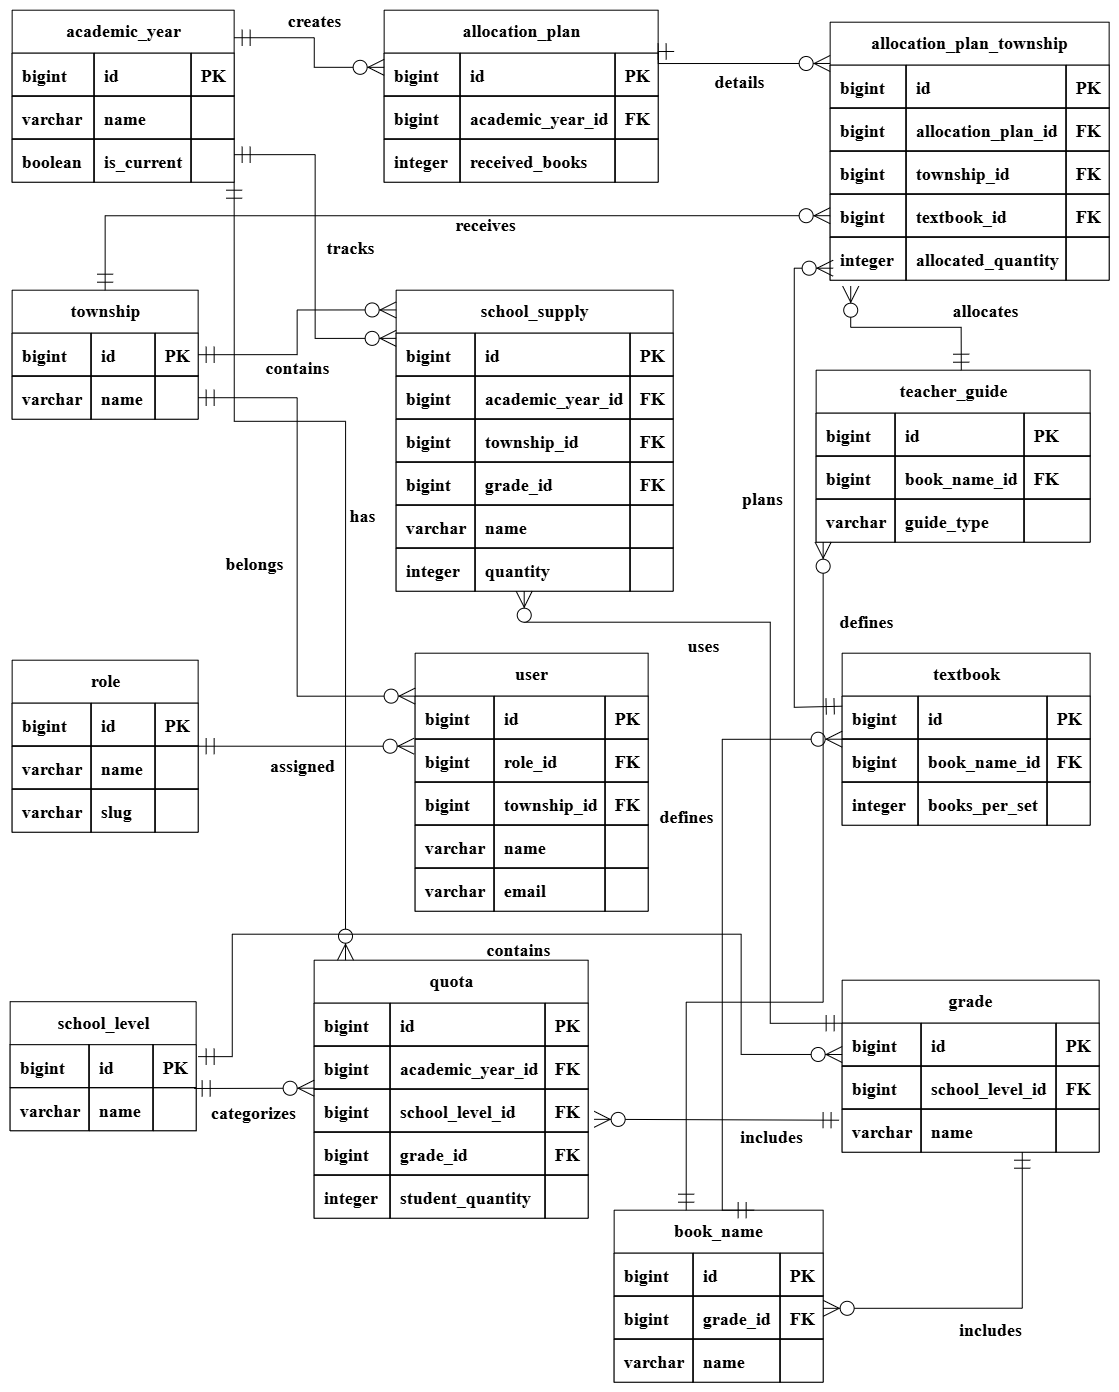 academic_year
bigint id PK
varchar name
boolean is_current
creates
allocation_plan
bigint id PK
bigint academic_year_id FK
integer received_books
details
allocation_plan_township
bigint id PK
bigint allocation_plan_id FK
bigint township_id FK
bigint textbook_id FK
integer allocated_quantity
receives
tracks
township
bigint id PK
varchar name
contains
school_supply
bigint id PK
bigint academic_year_id FK
bigint township_id FK
bigint grade_id FK
varchar name
integer quantity
allocates
teacher_guide
bigint id PK
bigint book_name_id FK
varchar guide_type
plans
has
belongs
defines
uses
role
bigint id PK
varchar name
varchar slug
assigned
user
bigint id PK
bigint role_id FK
bigint township_id FK
varchar name
varchar email
textbook
bigint id PK
bigint book_name_id FK
integer books_per_set
defines
contains
school_level
bigint id PK
varchar name
categorizes
quota
bigint id PK
bigint academic_year_id FK
bigint school_level_id FK
bigint grade_id FK
integer student_quantity
grade
bigint id PK
bigint school_level_id FK
varchar name
includes
book_name
bigint id PK
bigint grade_id FK
varchar name
includes